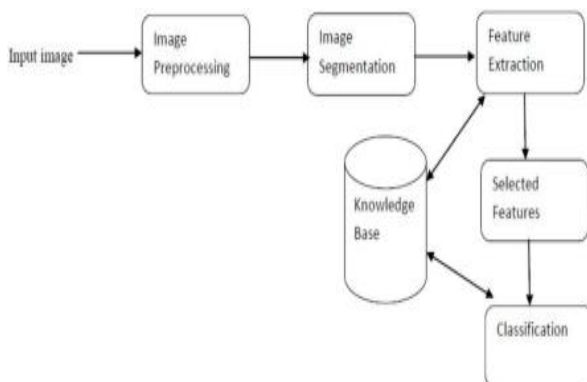 Input image
Image
Preprocessing
Image
Segmentation
Feature
Extraction
Knowledge
Base
Selected
Features
Classification